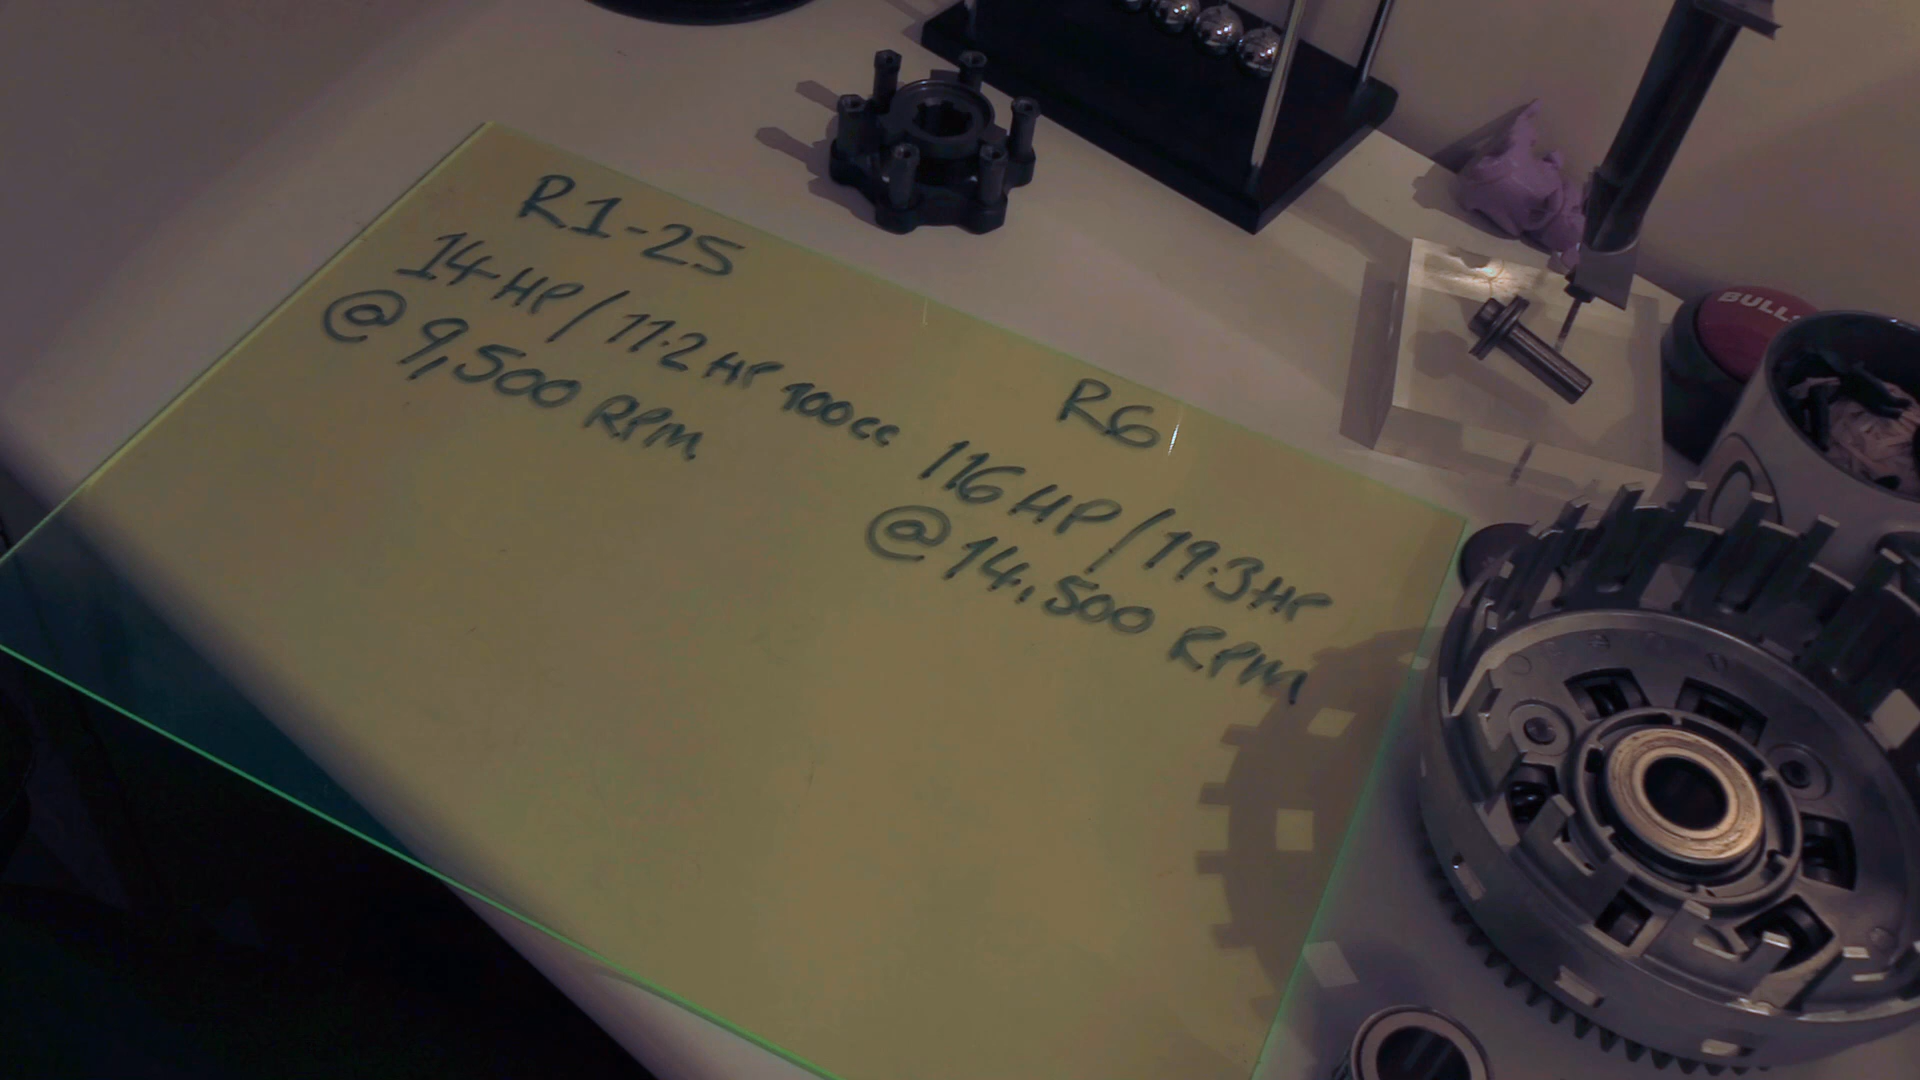 R1-25
14 HP / 11.2 HP 100cc
@ 9,500 RPM
R6
116 HP / 19.3 HP
@ 14,500 RPM